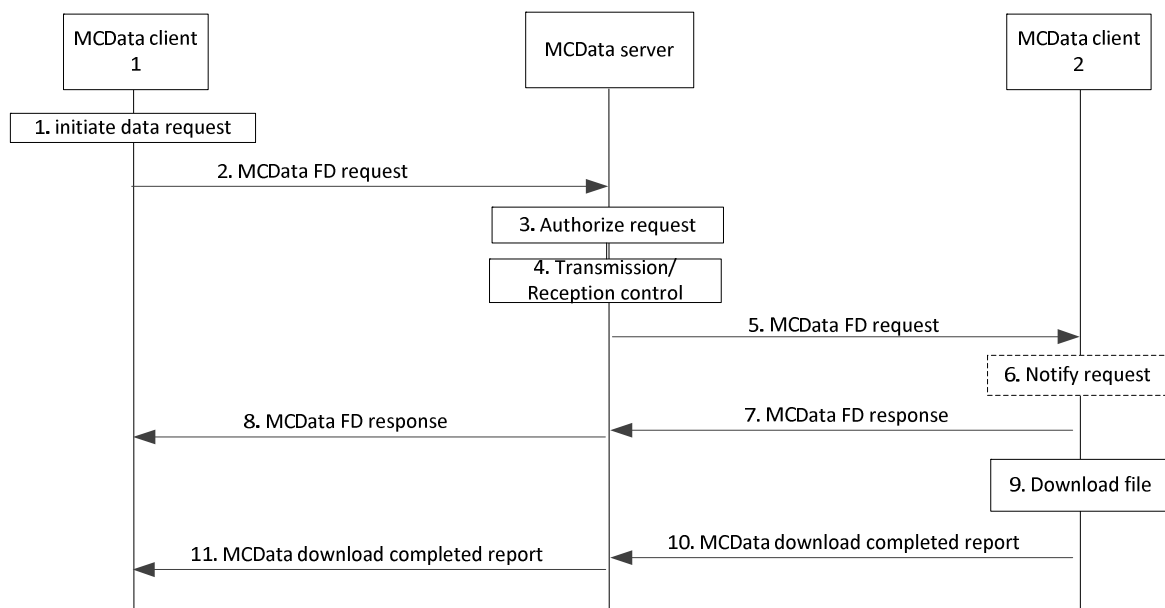 MCData client
1
MCData server
MCData client
2
1. initiate data request
2. MCData FD request
3. Authorize request
4. Transmission/
Reception control
5. MCData FD request
6. Notify request
7. MCData FD response
8. MCData FD response
9. Download file
10. MCData download completed report
11. MCData download completed report